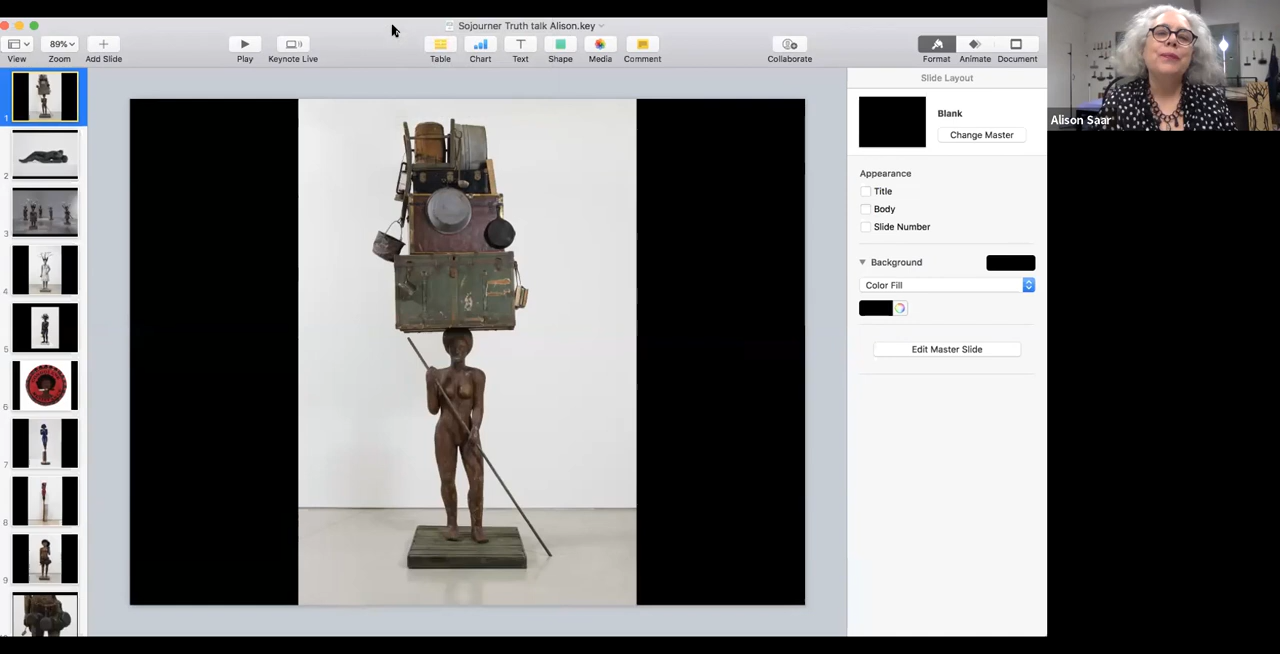 Sojourner Truth talk Alison.key
89%
View
Zoom
Add Slide
Play
Keynote Live
Table
Chart
Text
Shape
Media
Comment
Collaborate
Format
Animate
Document
1
2
3
4
5
6
7
8
9
Slide Layout
Blank
Change Master
Appearance
Title
Body
Slide Number
Background
Color Fill
Edit Master Slide
Alison Saar